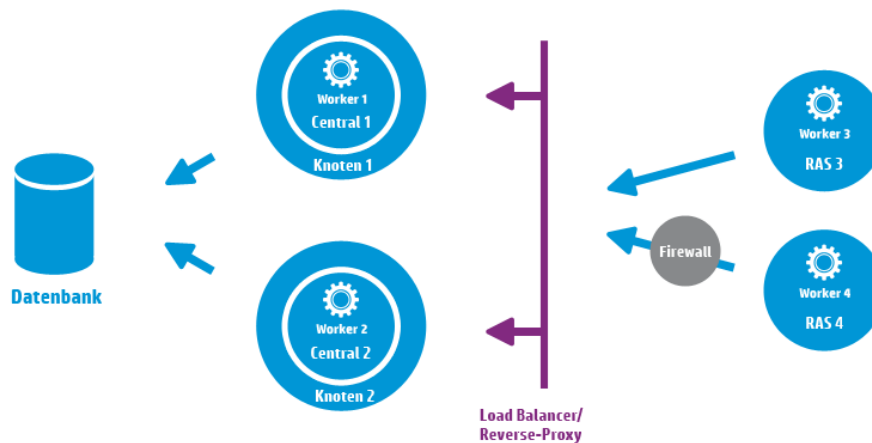 Worker 1
Central 1
Knoten 1
Datenbank
Worker 2
Central 2
Knoten 2
Load Balancer/
Reverse-Proxy
Worker 3
RAS 3
Firewall
Worker 4
RAS 4